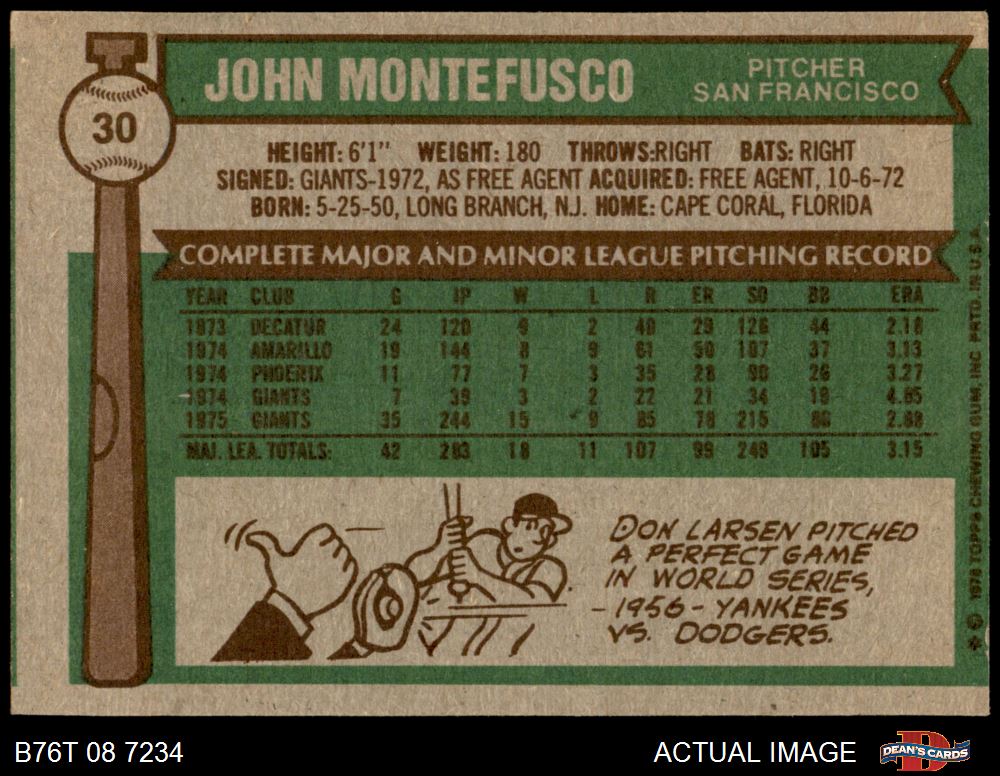 JOHN MONTEFUSCO
PITCHER
SAN FRANCISCO
30
HEIGHT: 6'1" WEIGHT: 180 THROWS:RIGHT BATS: RIGHT
SIGNED: GIANTS-1972, AS FREE AGENT ACQUIRED: FREE AGENT, 10-6-72
BORN: 5-25-50, LONG BRANCH, N.J. HOME: CAPE CORAL, FLORIDA
COMPLETE MAJOR AND MINOR LEAGUE PITCHING RECORD
YEAR CLUB G IP W L R ER SO BB ERA
1973 DECATUR 24 120 9 2 40 29 126 44 2.18
1974 AMARILLO 19 144 8 9 61 50 107 37 3.13
1974 PHOENIX 11 77 7 3 35 28 90 26 3.27
1974 GIANTS 7 39 3 2 22 21 34 19 4.85
1975 GIANTS 35 244 15 9 85 78 215 86 2.88
MAJ. LEA. TOTALS: 42 283 18 11 107 99 249 105 3.15
DON LARSEN PITCHED
A PERFECT GAME
IN WORLD SERIES,
-1956- YANKEES
VS. DODGERS.
* © 1976 TOPPS CHEWING GUM, INC. PRTD. IN U.S.A.
B76T 08 7234
ACTUAL IMAGE
D
DEAN'S CARDS